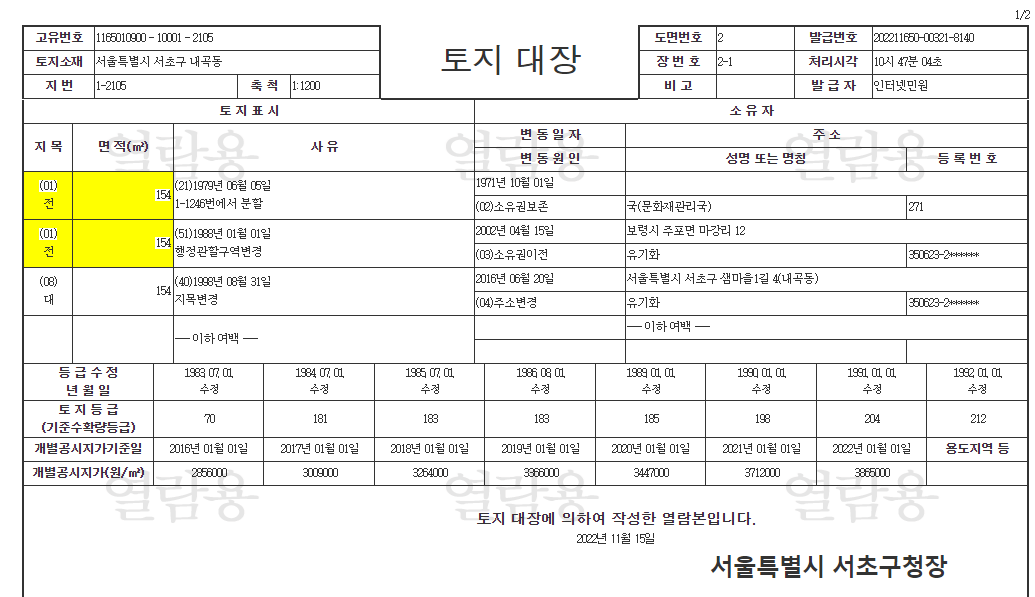 1/2
고유번호 1165010900 - 10001 - 2105 토지 대장 도면번호 2 발급번호 202211650-00321-8140
토지소재 서울특별시 서초구 내곡동 장 번 호 2-1 처리시각 10시 47분 04초
지 번 1-2105 축 척 1:1200 비 고 발 급 자 인터넷민원
토 지 표 시 소 유 자
지 목 면 적(㎡) 사 유 변 동 일 자 주 소
변 동 원 인 성명 또는 명칭 등 록 번 호
(01) 전 154 (21)1979년 06월 05일 1971년 10월 01일
1-1246번에서 분할 (02)소유권보존 국(문화재관리국) 271
(01) 전 154 (51)1988년 01월 01일 2002년 04월 15일 보령시 주포면 마강리 12
행정관할구역변경 (03)소유권이전 유기화 350623-2******
(08) 대 154 (40)1998년 08월 31일 2016년 06월 20일 서울특별시 서초구 샘마을1길 4(내곡동)
지목변경 (04)주소변경 유기화 350623-2******
--- 이하 여백 --- --- 이하 여백 ---
등 급 수 정 년 월 일 1983. 07. 01. 수정 1984. 07. 01. 수정 1985. 07. 01. 수정 1986. 08. 01. 수정 1989. 01. 01. 수정 1990. 01. 01. 수정 1991. 01. 01. 수정 1992. 01. 01. 수정
토 지 등 급 (기준수확량등급) 70 181 183 183 185 198 204 212
개별공시지가기준일 2016년 01월 01일 2017년 01월 01일 2018년 01월 01일 2019년 01월 01일 2020년 01월 01일 2021년 01월 01일 2022년 01월 01일 용도지역 등
개별공시지가(원/㎡) 2856000 3009000 3264000 3366000 3447000 3712000 3865000
토지 대장에 의하여 작성한 열람본입니다.
2022년 11월 15일
서울특별시 서초구청장
열람용 열람용 열람용
열람용 열람용 열람용